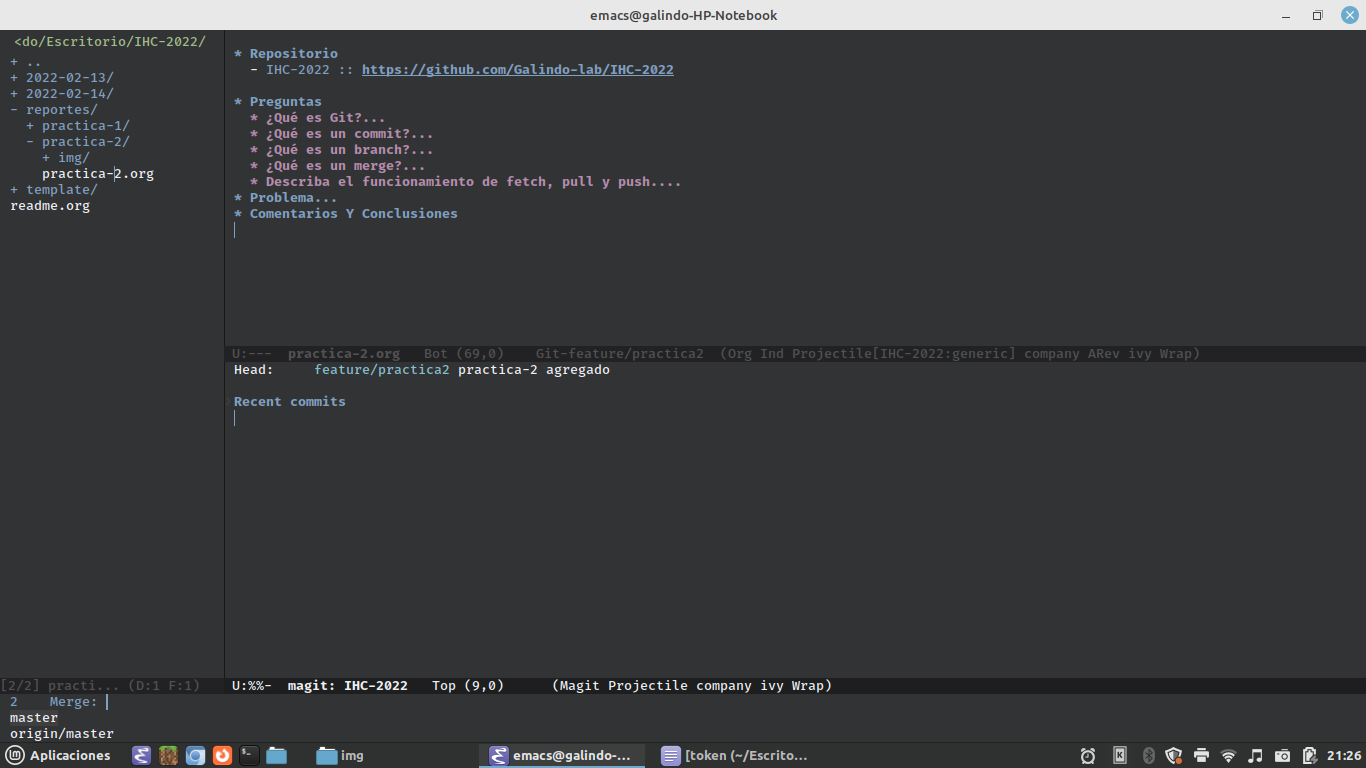 emacs@galindo-HP-Notebook
<do/Escritorio/IHC-2022/
+ ..
+ 2022-02-13/
+ 2022-02-14/
- reportes/
+ practica-1/
- practica-2/
+ img/
practica-2.org
+ template/
readme.org
* Repositorio
- IHC-2022 :: https://github.com/Galindo-lab/IHC-2022
* Preguntas
* ¿Qué es Git?...
* ¿Qué es un commit?...
* ¿Qué es un branch?...
* ¿Qué es un merge?...
* Describa el funcionamiento de fetch, pull y push....
* Problema...
* Comentarios Y Conclusiones
U:--- practica-2.org Bot (69,0) Git-feature/practica2 (Org Ind Projectile[IHC-2022:generic] company ARev ivy Wrap)
Head: feature/practica2 practica-2 agregado
Recent commits
[2/2] practi... (D:1 F:1) U:%%- magit: IHC-2022 Top (9,0) (Magit Projectile company ivy Wrap)
2 Merge:
master
origin/master
Aplicaciones img emacs@galindo-... [token (~/Escrito... 21:26